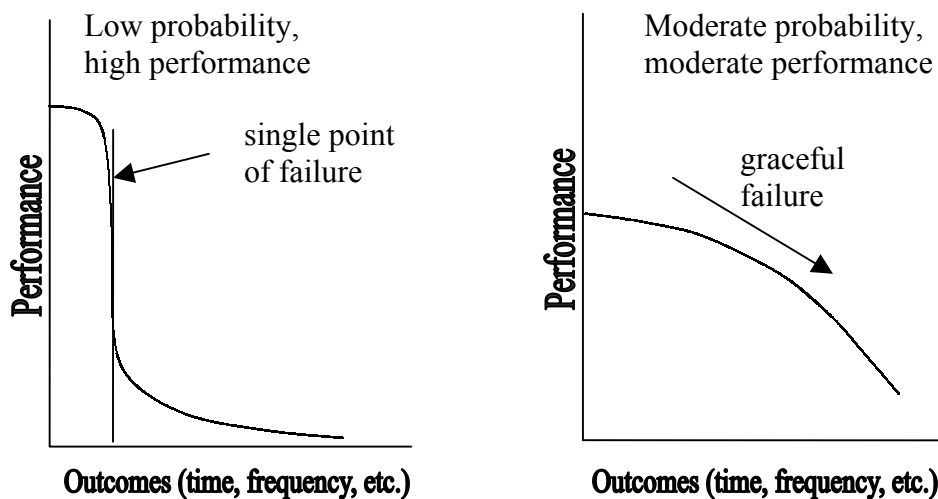 Low probability,
high performance
single point
of failure
Performance
Outcomes (time, frequency, etc.)
Moderate probability,
moderate performance
graceful
failure
Performance
Outcomes (time, frequency, etc.)